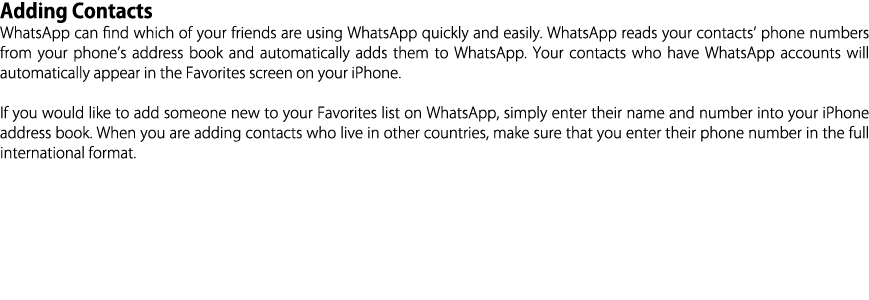 Adding Contacts
WhatsApp can find which of your friends are using WhatsApp quickly and easily. WhatsApp reads your contacts’ phone numbers
from your phone’s address book and automatically adds them to WhatsApp. Your contacts who have WhatsApp accounts will
automatically appear in the Favorites screen on your iPhone.

If you would like to add someone new to your Favorites list on WhatsApp, simply enter their name and number into your iPhone
address book. When you are adding contacts who live in other countries, make sure that you enter their phone number in the full
international format.